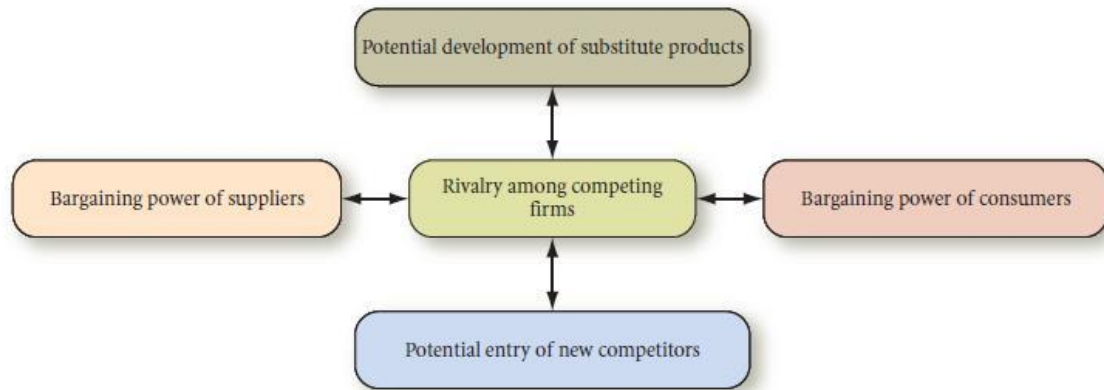 Potential development of substitute products
Bargaining power of suppliers
Rivalry among competing
firms
Bargaining power of consumers
Potential entry of new competitors